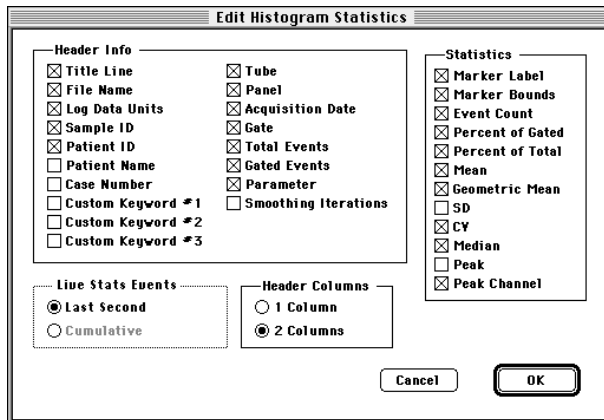 Edit Histogram Statistics
Header Info
Title Line
File Name
Log Data Units
Sample ID
Patient ID
Patient Name
Case Number
Custom Keyword #1
Custom Keyword #2
Custom Keyword #3
Tube
Panel
Acquisition Date
Gate
Total Events
Gated Events
Parameter
Smoothing Iterations
Statistics
Marker Label
Marker Bounds
Event Count
Percent of Gated
Percent of Total
Mean
Geometric Mean
SD
CV
Median
Peak
Peak Channel
Live Stats Events
Last Second
Cumulative
Header Columns
1 Column
2 Columns
Cancel
OK